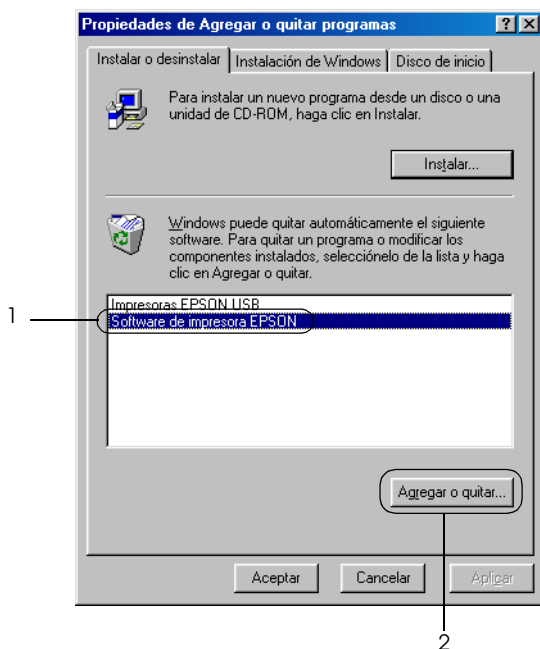 Propiedades de Agregar o quitar programas
Instalar o desinstalar Instalación de Windows Disco de inicio
Para instalar un nuevo programa desde un disco o una
unidad de CD-ROM, haga clic en Instalar.
Instalar...
Windows puede quitar automáticamente el siguiente
software. Para quitar un programa o modificar los
componentes instalados, selecciónelo de la lista y haga
clic en Agregar o quitar.
Impresoras EPSON USB
1 Software de impresora EPSON
Agregar o quitar...
Aceptar Cancelar Aplicar
2